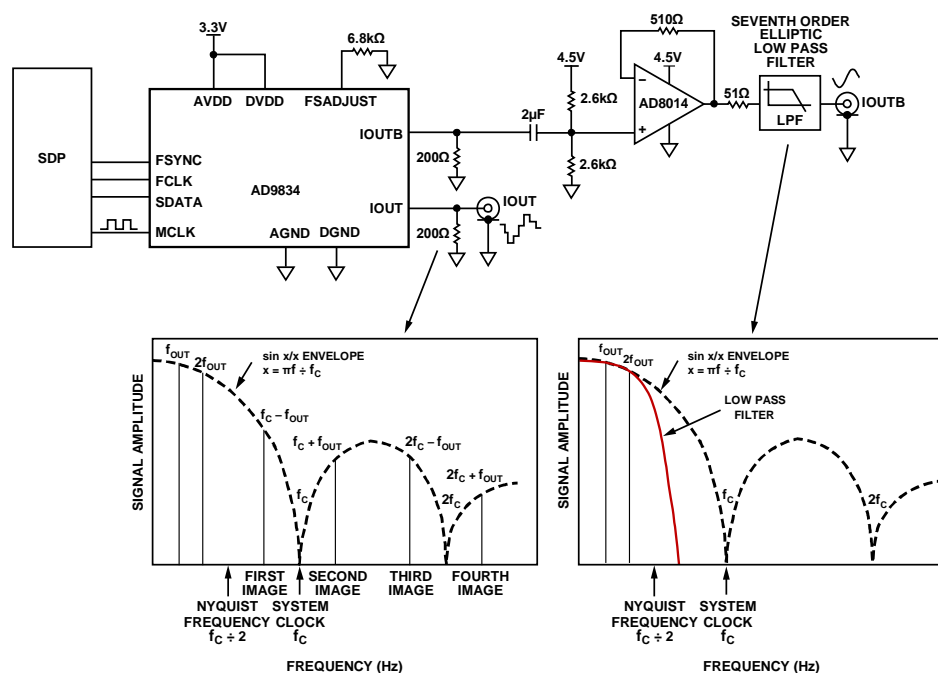 3.3V
6.8kΩ
AVDD
DVDD
FSADJUST
SDP
FSYNC
FCLK
SDATA
MCLK
AD9834
IOUTB
IOUT
AGND
DGND
200Ω
200Ω
IOUT
2µF
4.5V
2.6kΩ
2.6kΩ
510Ω
4.5V
AD8014
51Ω
SEVENTH ORDER
ELLIPTIC
LOW PASS
FILTER
LPF
IOUTB
SIGNAL AMPLITUDE
fOUT
2fOUT
sin x/x ENVELOPE
x = πf ÷ fC
fC – fOUT
fC
fC + fOUT
2fC – fOUT
2fC
2fC + fOUT
FIRST
IMAGE
SECOND
IMAGE
THIRD
IMAGE
FOURTH
IMAGE
NYQUIST
FREQUENCY
fC ÷ 2
SYSTEM
CLOCK
fC
FREQUENCY (Hz)
SIGNAL AMPLITUDE
fOUT
2fOUT
sin x/x ENVELOPE
x = πf ÷ fC
LOW PASS
FILTER
fC
2fC
NYQUIST
FREQUENCY
fC ÷ 2
SYSTEM
CLOCK
fC
FREQUENCY (Hz)